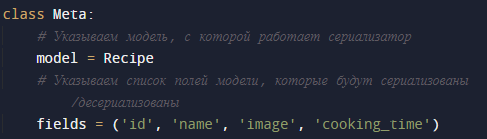 class Meta:
# Указываем модель, с которой работает сериализатор
model = Recipe
# Указываем список полей модели, которые будут сериализованы
/десериализованы
fields = ('id', 'name', 'image', 'cooking_time')